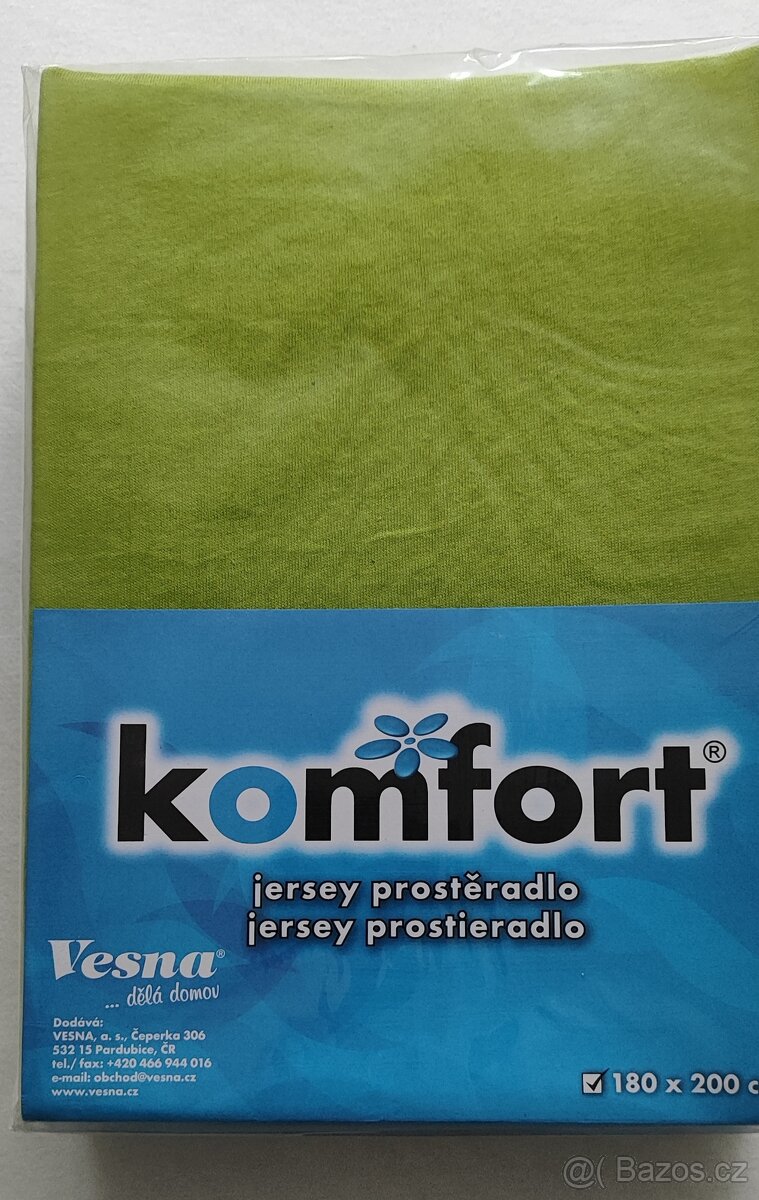 komfort®
jersey prostěradlo
jersey prostieradlo
Vesna®
... dělá domov
Dodává:
VESNA, a. s., Čeperka 306
532 15 Pardubice, ČR
tel./ fax: +420 466 944 016
e-mail: obchod@vesna.cz
www.vesna.cz
180 x 200 c
@( Bazos.cz